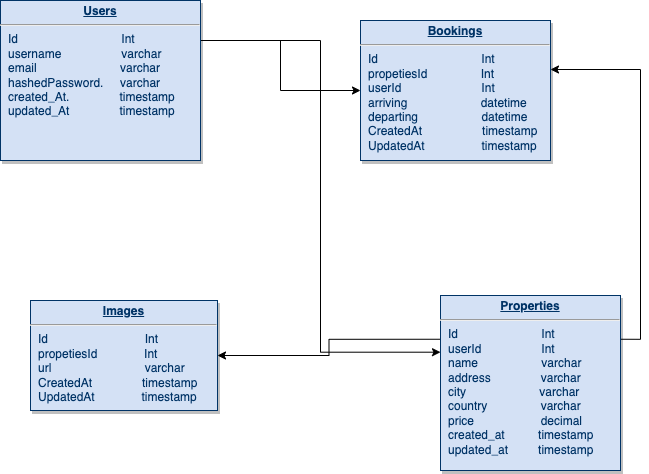 Users
Id Int
username varchar
email varchar
hashedPassword. varchar
created_At. timestamp
updated_At timestamp
Bookings
Id Int
propetiesId Int
userId Int
arriving datetime
departing datetime
CreatedAt timestamp
UpdatedAt timestamp
Images
Id Int
propetiesId Int
url varchar
CreatedAt timestamp
UpdatedAt timestamp
Properties
Id Int
userId Int
name varchar
address varchar
city varchar
country varchar
price decimal
created_at timestamp
updated_at timestamp